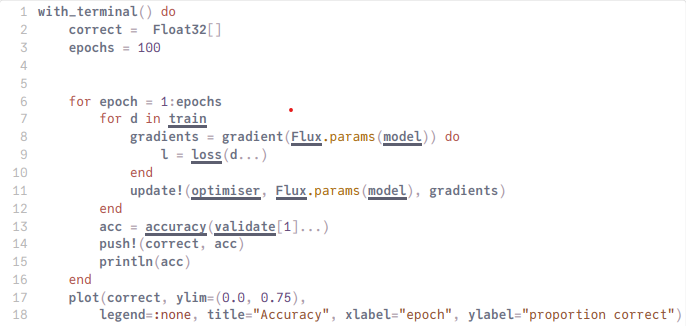 1 with_terminal() do
2     correct =  Float32[]
3     epochs = 100
4
5
6     for epoch = 1:epochs
7         for d in train
8             gradients = gradient(Flux.params(model)) do
9                 l = loss(d...)
10             end
11             update!(optimiser, Flux.params(model), gradients)
12         end
13         acc = accuracy(validate[1]...)
14         push!(correct, acc)
15         println(acc)
16     end
17     plot(correct, ylim=(0.0, 0.75),
18         legend=:none, title="Accuracy", xlabel="epoch", ylabel="proportion correct")